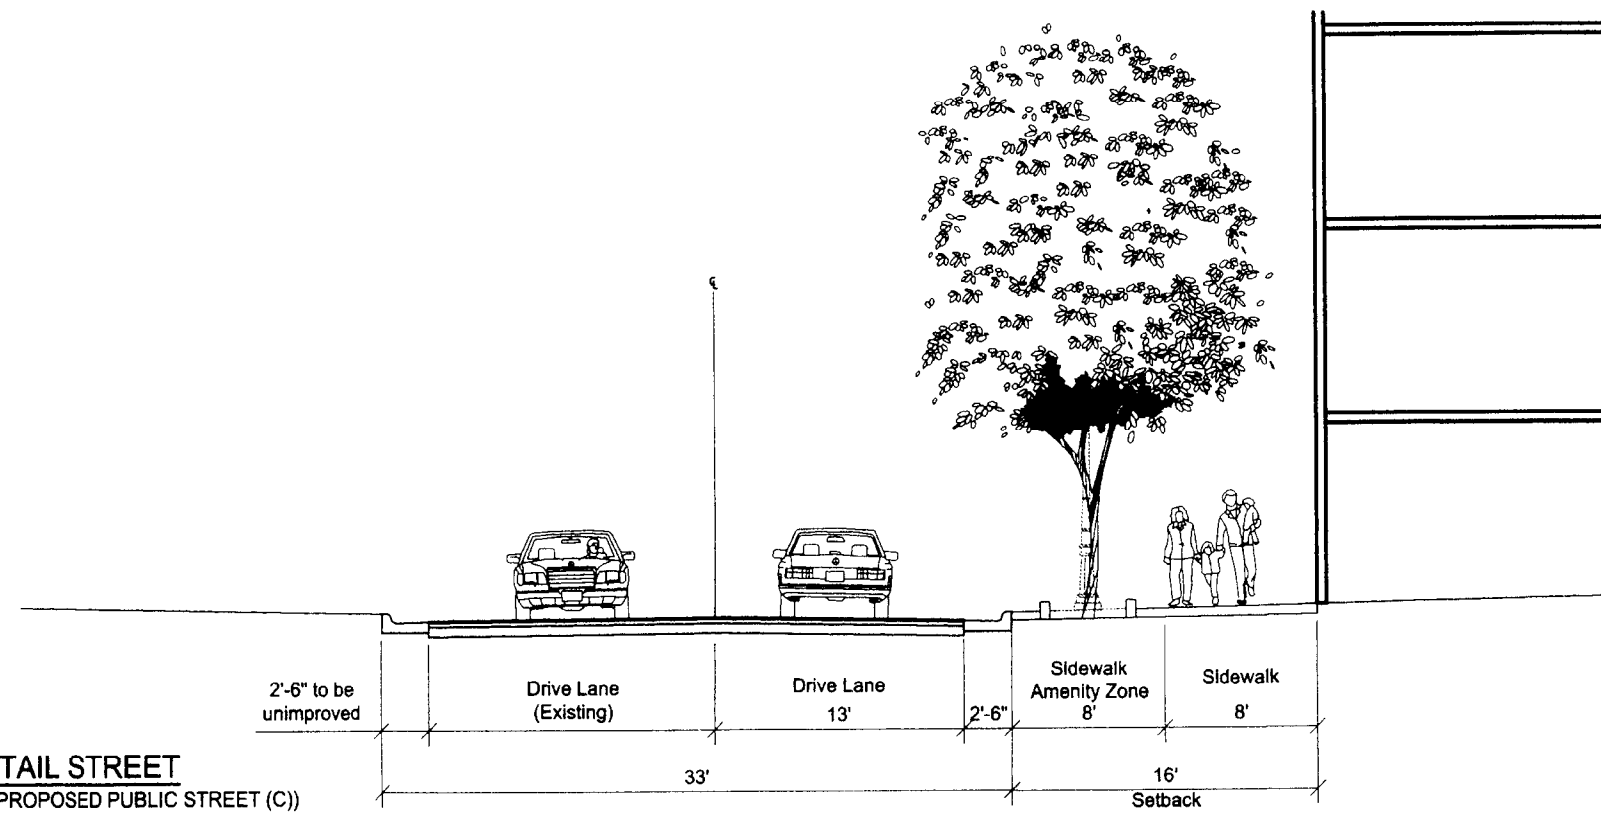 ℄
2'-6" to be
unimproved
Drive Lane
(Existing)
Drive Lane
13'
2'-6"
Sidewalk
Amenity Zone
8'
Sidewalk
8'
33'
16'
Setback
TAIL STREET
PROPOSED PUBLIC STREET (C))